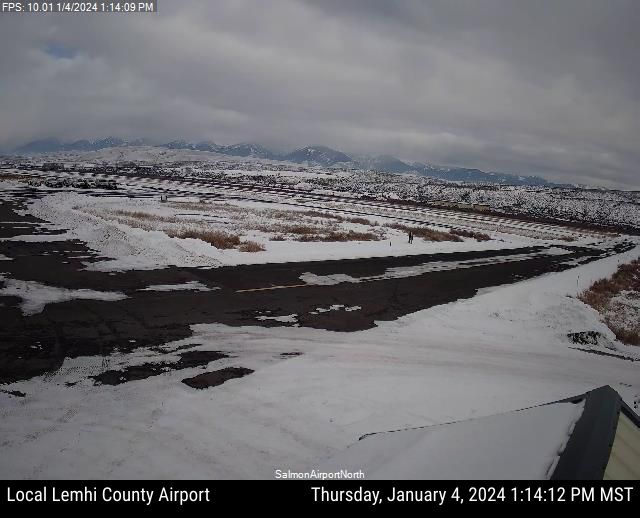 FPS: 10.01 1/4/2024 1:14:09 PM
SalmonAirportNorth
Local Lemhi County Airport Thursday, January 4, 2024 1:14:12 PM MST